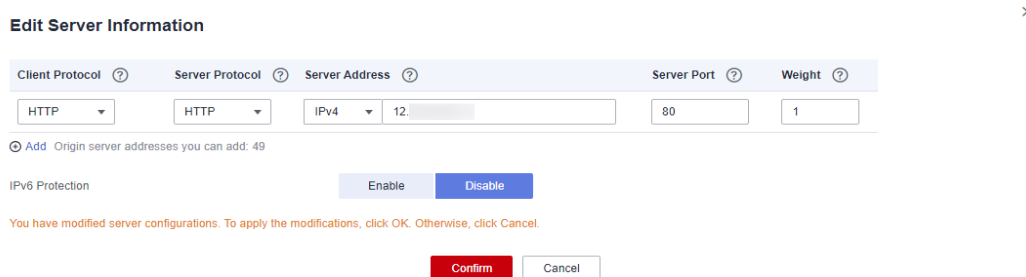 Edit Server Information
Client Protocol ? Server Protocol ? Server Address ? Server Port ? Weight ?
HTTP HTTP IPv4 12. 80 1
Add Origin server addresses you can add: 49
IPv6 Protection Enable Disable
You have modified server configurations. To apply the modifications, click OK. Otherwise, click Cancel.
Confirm Cancel